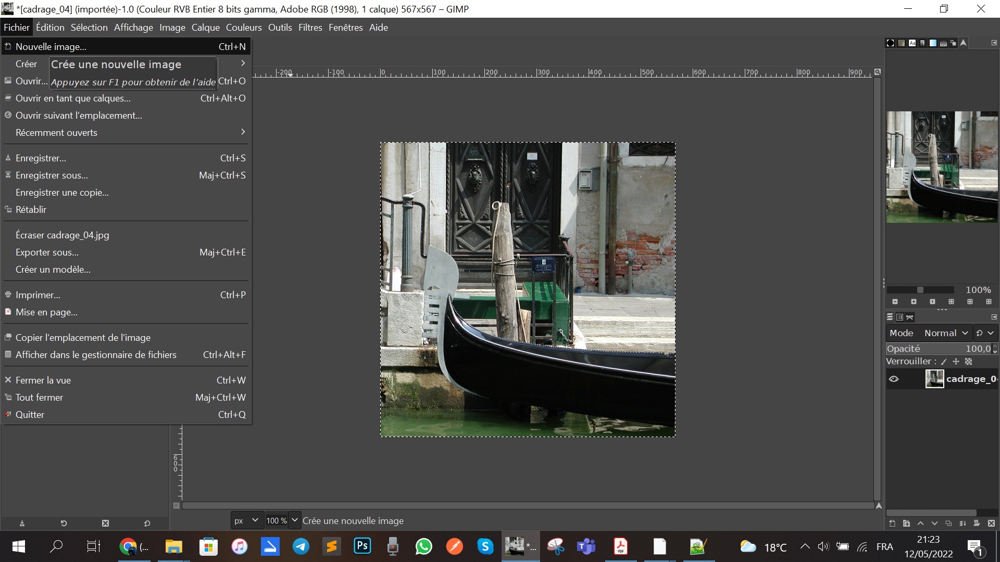 *[cadrage_04] (importée)-1.0 (Couleur RVB Entier 8 bits gamma, Adobe RGB (1998), 1 calque) 567x567 – GIMP
Fichier Édition Sélection Affichage Image Calque Couleurs Outils Filtres Fenêtres Aide
Nouvelle image... Ctrl+N
Créer
Crée une nouvelle image
Ouvrir... Ctrl+O
Appuyez sur F1 pour obtenir de l’aide
Ouvrir en tant que calques... Ctrl+Alt+O
Ouvrir suivant l’emplacement...
Récemment ouverts
Enregistrer... Ctrl+S
Enregistrer sous... Maj+Ctrl+S
Enregistrer une copie...
Rétablir
Écraser cadrage_04.jpg
Exporter sous... Maj+Ctrl+E
Créer un modèle...
Imprimer... Ctrl+P
Mise en page...
Copier l’emplacement de l’image
Afficher dans le gestionnaire de fichiers Ctrl+Alt+F
Fermer la vue Ctrl+W
Tout fermer Maj+Ctrl+W
Quitter Ctrl+Q
-200 -100 0 100 200 300 400 500 600 700 800 900
600
Aa
100%
Mode Normal
Opacité 100,0
Verrouiller :
cadrage_04
px 100 % Crée une nouvelle image
(...
Ps
*...
PDF
18°C
FRA
21:23
12/05/2022
1